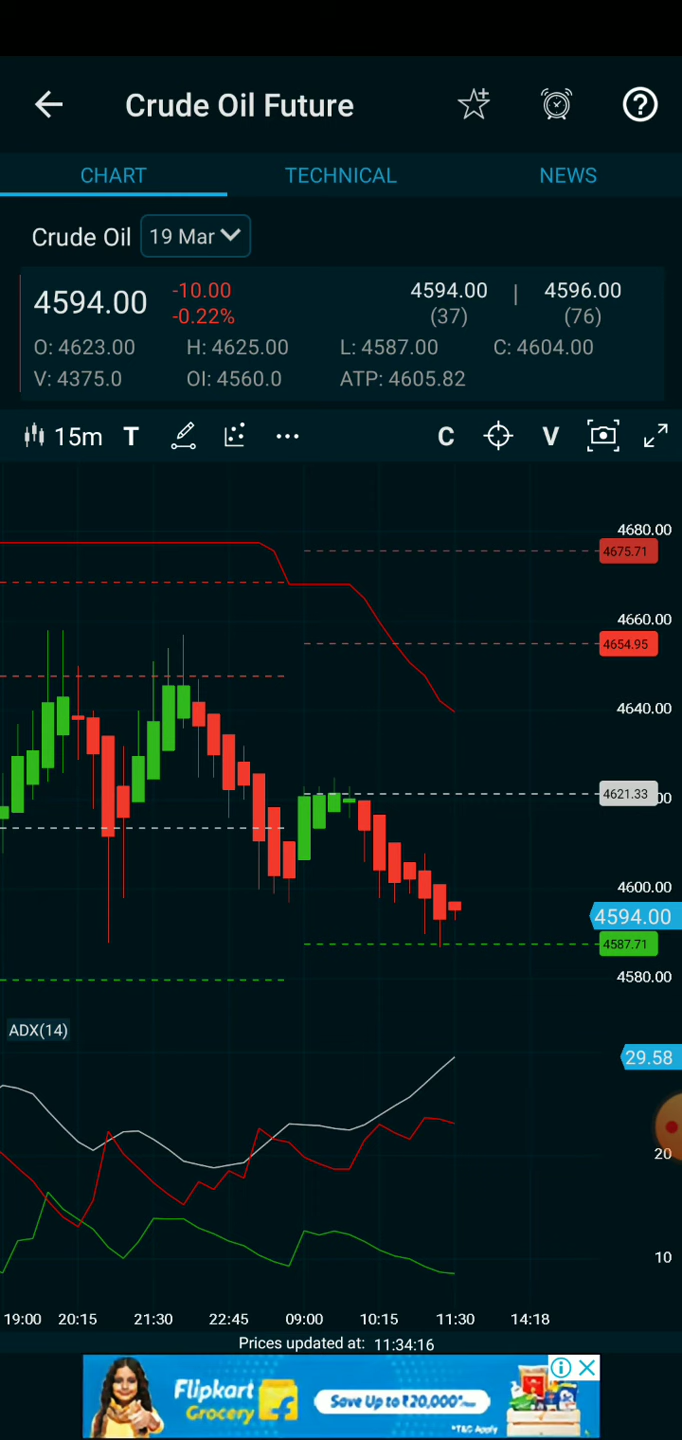 Crude Oil Future
CHART TECHNICAL NEWS
Crude Oil 19 Mar
4594.00 -10.00 4594.00 | 4596.00
-0.22% (37) (76)
O: 4623.00 H: 4625.00 L: 4587.00 C: 4604.00
V: 4375.0 OI: 4560.0 ATP: 4605.82
15m T C V
4680.00
4675.71
4660.00
4654.95
4640.00
4621.33
4600.00
4594.00
4587.71
4580.00
ADX(14)
29.58
20
10
19:00 20:15 21:30 22:45 09:00 10:15 11:30 14:18
Prices updated at: 11:34:16
Flipkart
Grocery
Save Up to ₹20,000*
*T&C Apply